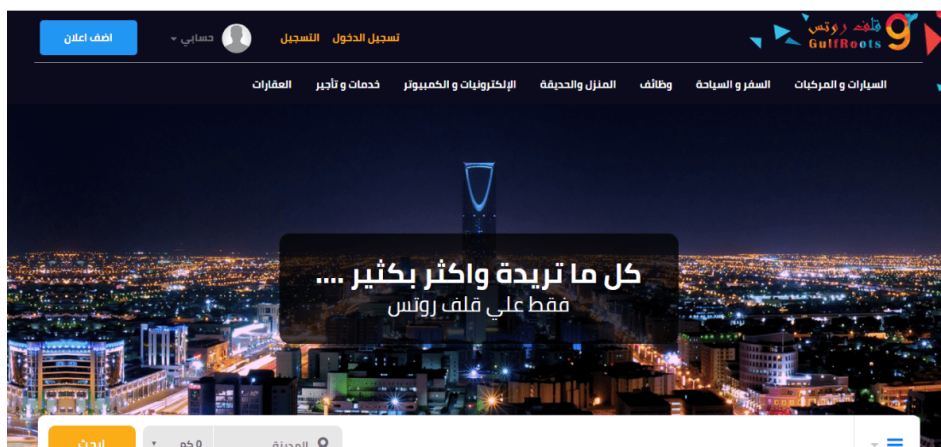 قلف روتس
GulfRoots
تسجيل الدخول التسجيل حسابي
اضف اعلان
السيارات و المركبات السفر و السياحة وظائف المنزل والحديقة الإلكترونيات و الكمبيوتر خدمات و تأجير العقارات
كل ما تريدة واكثر بكثير ....
فقط علي قلف روتس
المدينة 0 كم ابحث